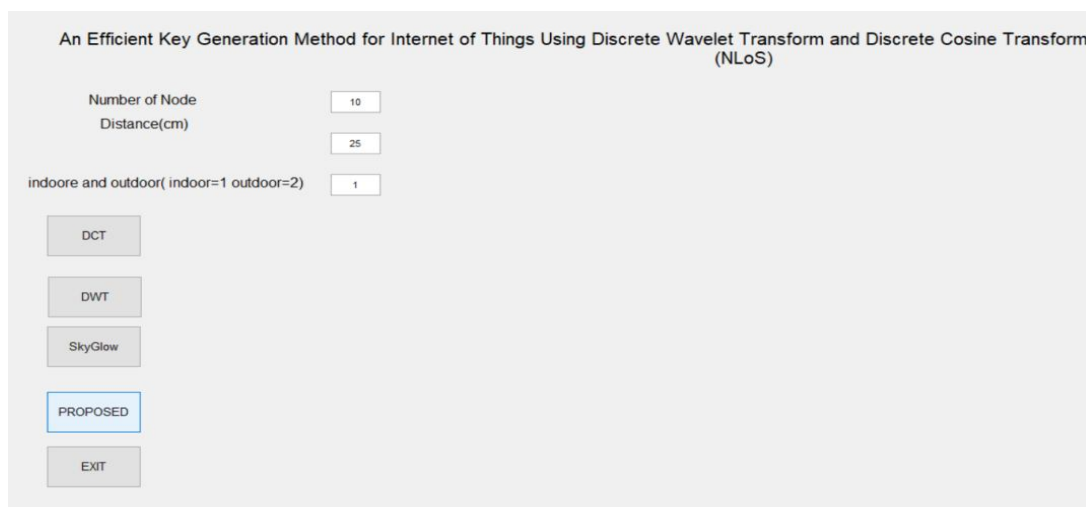 An Efficient Key Generation Method for Internet of Things Using Discrete Wavelet Transform and Discrete Cosine Transform
(NLoS)
Number of Node
10
Distance(cm)
25
indoore and outdoor( indoor=1 outdoor=2)
1
DCT
DWT
SkyGlow
PROPOSED
EXIT